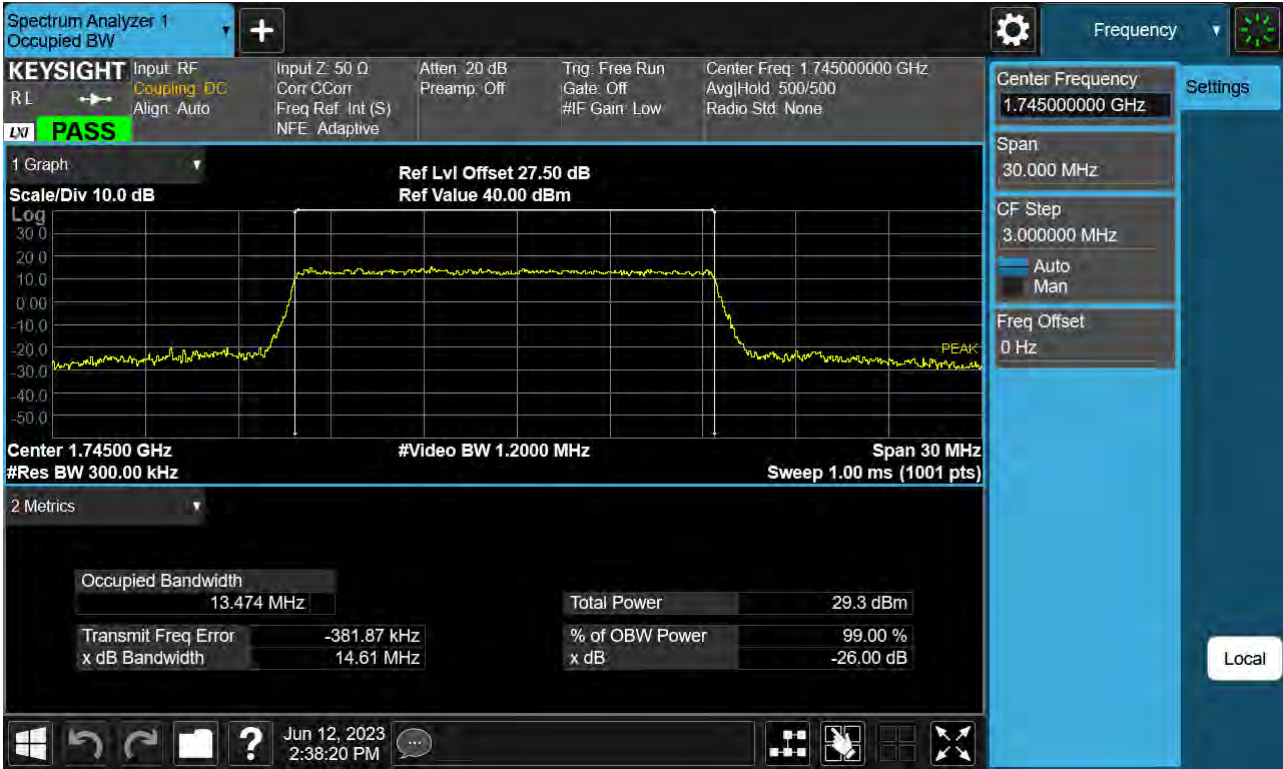 Spectrum Analyzer 1
Occupied BW
Frequency
KEYSIGHT
R L
LXI
PASS
Input: RF
Coupling: DC
Align: Auto
Input Z: 50 Ω
Corr CCorr
Freq Ref: Int (S)
NFE: Adaptive
Atten: 20 dB
Preamp: Off
Trig: Free Run
Gate: Off
#IF Gain: Low
Center Freq: 1.745000000 GHz
Avg|Hold: 500/500
Radio Std: None
Center Frequency
1.745000000 GHz
Settings
Span
30.000 MHz
CF Step
3.000000 MHz
Auto
Man
Freq Offset
0 Hz
1 Graph
Scale/Div 10.0 dB
Ref Lvl Offset 27.50 dB
Ref Value 40.00 dBm
Log
30.0
20.0
10.0
0.00
-10.0
-20.0
-30.0
-40.0
-50.0
PEAK
Center 1.74500 GHz
#Video BW 1.2000 MHz
Span 30 MHz
#Res BW 300.00 kHz
Sweep 1.00 ms (1001 pts)
2 Metrics
Occupied Bandwidth
13.474 MHz
Total Power 29.3 dBm
Transmit Freq Error -381.87 kHz
% of OBW Power 99.00 %
x dB Bandwidth 14.61 MHz
x dB -26.00 dB
Local
?
Jun 12, 2023
2:38:20 PM